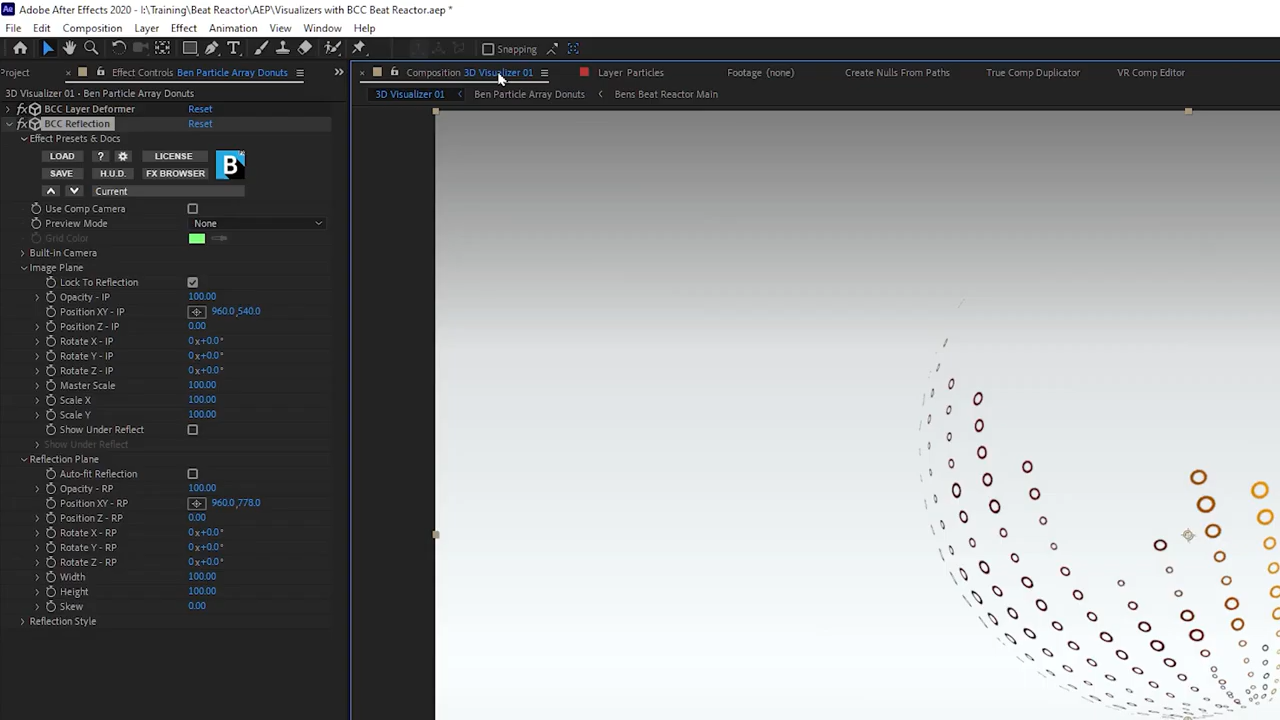 Adobe After Effects 2020 - I:\Training\Beat Reactor\AEP\Visualizers with BCC Beat Reactor.aep *
File Edit Composition Layer Effect Animation View Window Help
Snapping
Project Effect Controls Ben Particle Array Donuts Composition 3D Visualizer 01 Layer Particles Footage (none) Create Nulls From Paths True Comp Duplicator VR Comp Editor
3D Visualizer 01 · Ben Particle Array Donuts 3D Visualizer 01 Ben Particle Array Donuts Bens Beat Reactor Main
fx BCC Layer Deformer Reset
fx BCC Reflection Reset
Effect Presets & Docs
LOAD ? LICENSE B
SAVE H.U.D. FX BROWSER
Current
Use Comp Camera
Preview Mode None
Grid Color
Built-in Camera
Image Plane
Lock To Reflection
Opacity - IP 100.00
Position XY - IP 960.0,540.0
Position Z - IP 0.00
Rotate X - IP 0x+0.0°
Rotate Y - IP 0x+0.0°
Rotate Z - IP 0x+0.0°
Master Scale 100.00
Scale X 100.00
Scale Y 100.00
Show Under Reflect
Show Under Reflect
Reflection Plane
Auto-fit Reflection
Opacity - RP 100.00
Position XY - RP 960.0,778.0
Position Z - RP 0.00
Rotate X - RP 0x+0.0°
Rotate Y - RP 0x+0.0°
Rotate Z - RP 0x+0.0°
Width 100.00
Height 100.00
Skew 0.00
Reflection Style